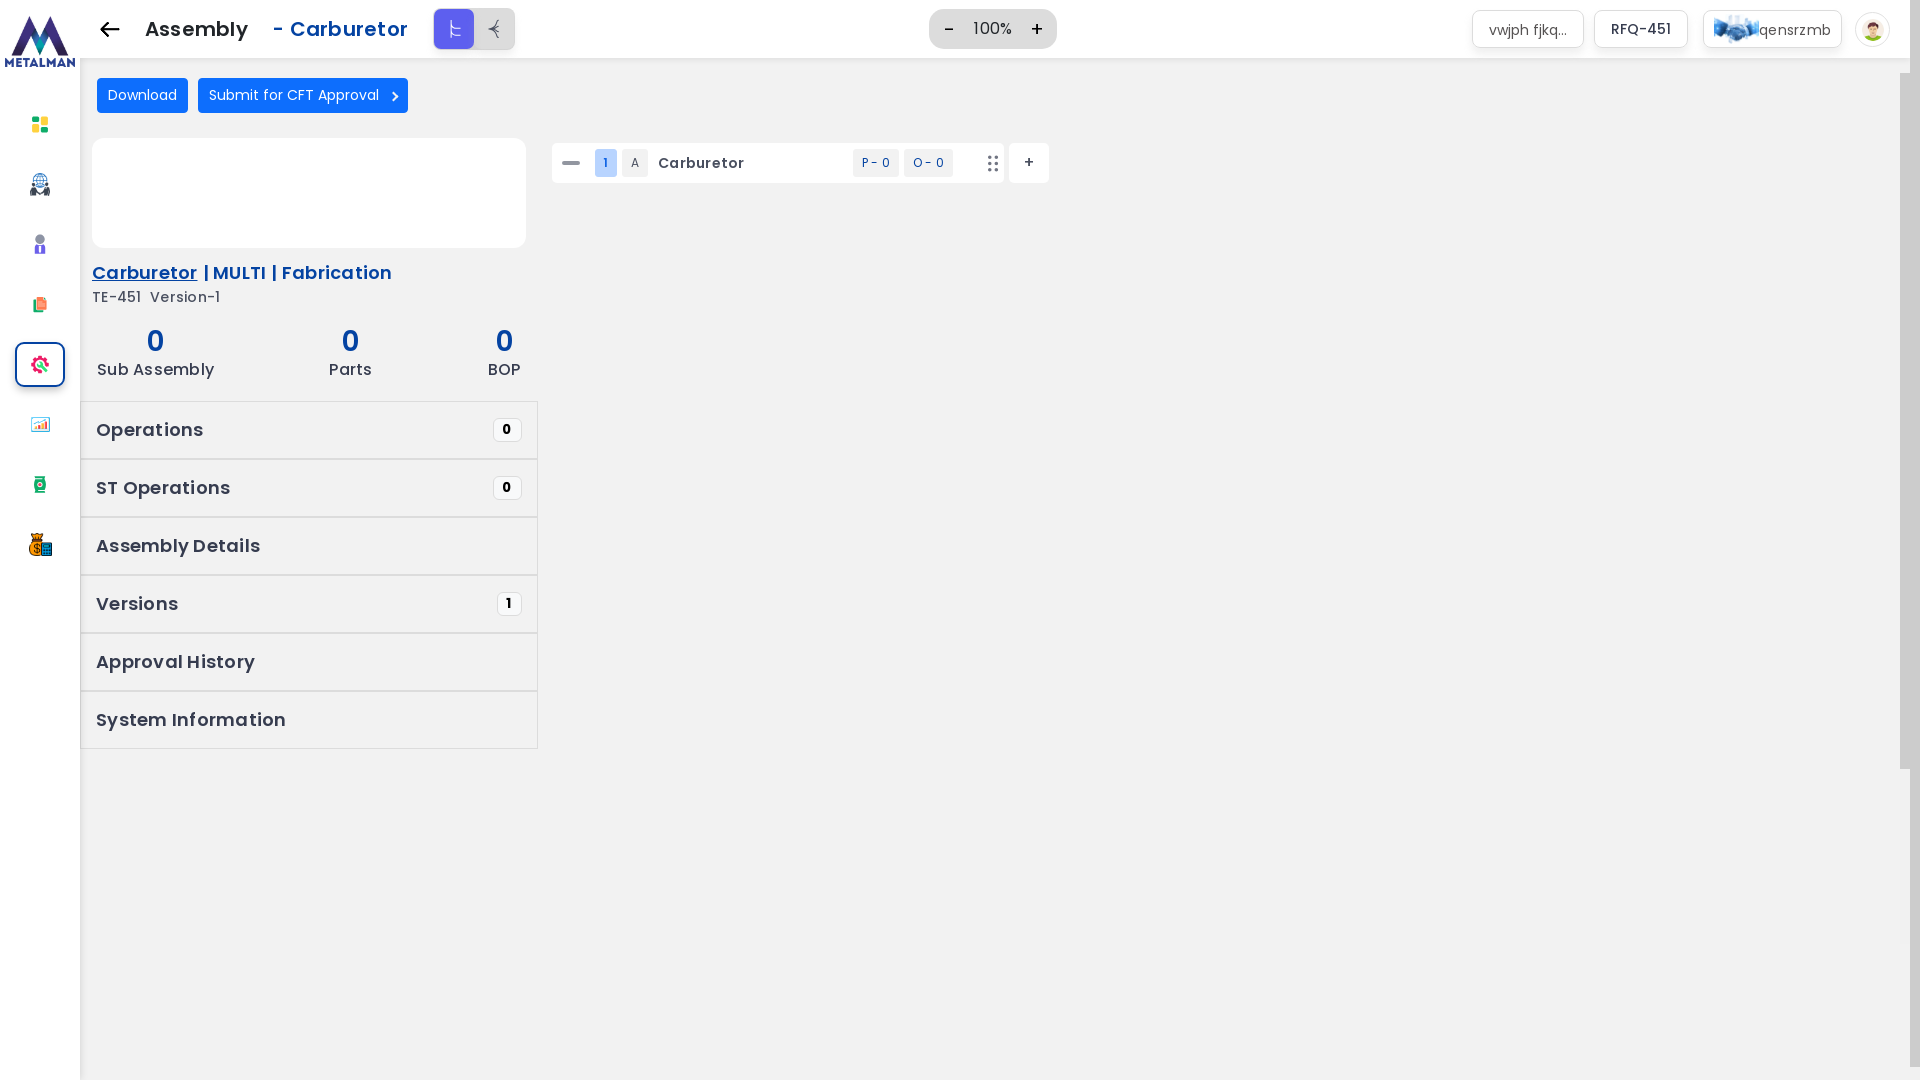 METALMAN
Assembly - Carburetor
- 100% +
vwjph fjkq...
RFQ-451
qensrzmb
Download
Submit for CFT Approval
1 A Carburetor P - 0 O - 0 +
Carburetor | MULTI | Fabrication
TE-451 Version-1
0 0 0
Sub Assembly Parts BOP
Operations 0
ST Operations 0
Assembly Details
Versions 1
Approval History
System Information